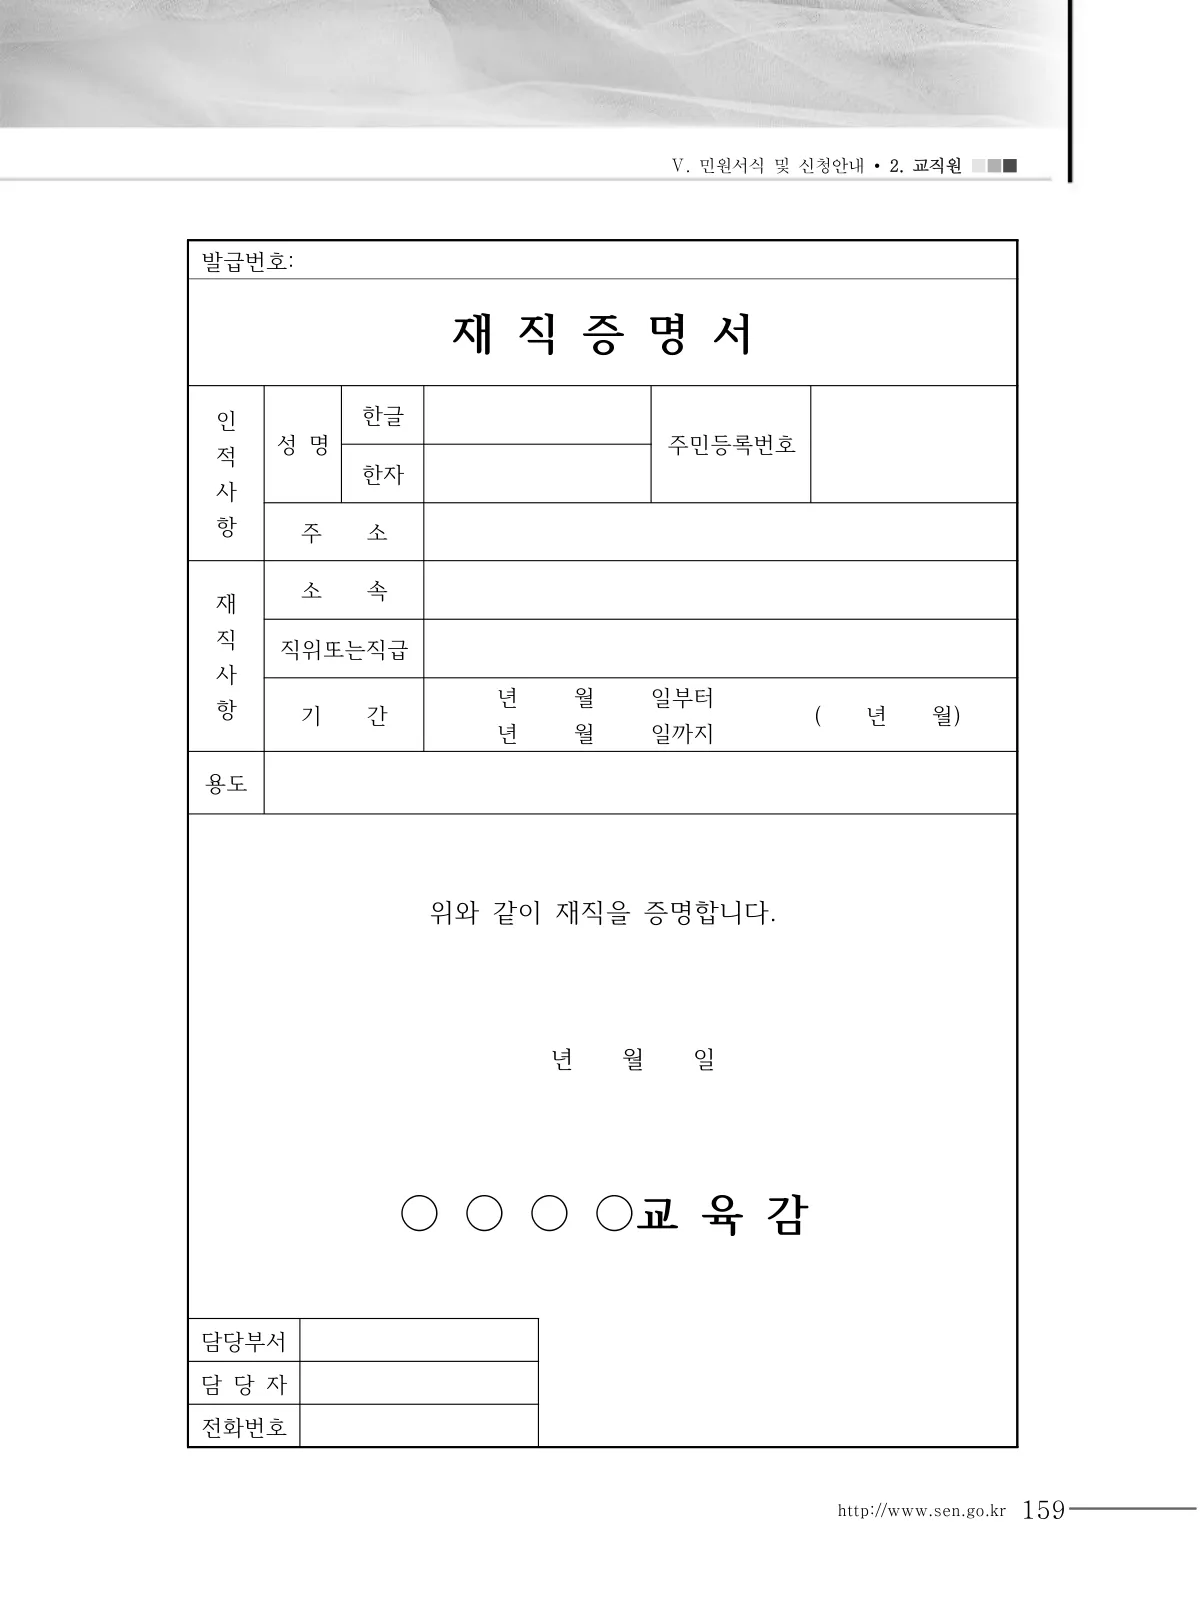 Ⅴ. 민원서식 및 신청안내 • 2. 교직원
발급번호:
재 직 증 명 서
인적사항
성 명
한글
한자
주민등록번호
주 소
재직사항
소 속
직위또는직급
기 간
년 월 일부터
년 월 일까지
( 년 월)
용도
위와 같이 재직을 증명합니다.
년 월 일
○ ○ ○ ○교 육 감
담당부서
담 당 자
전화번호
http://www.sen.go.kr 159